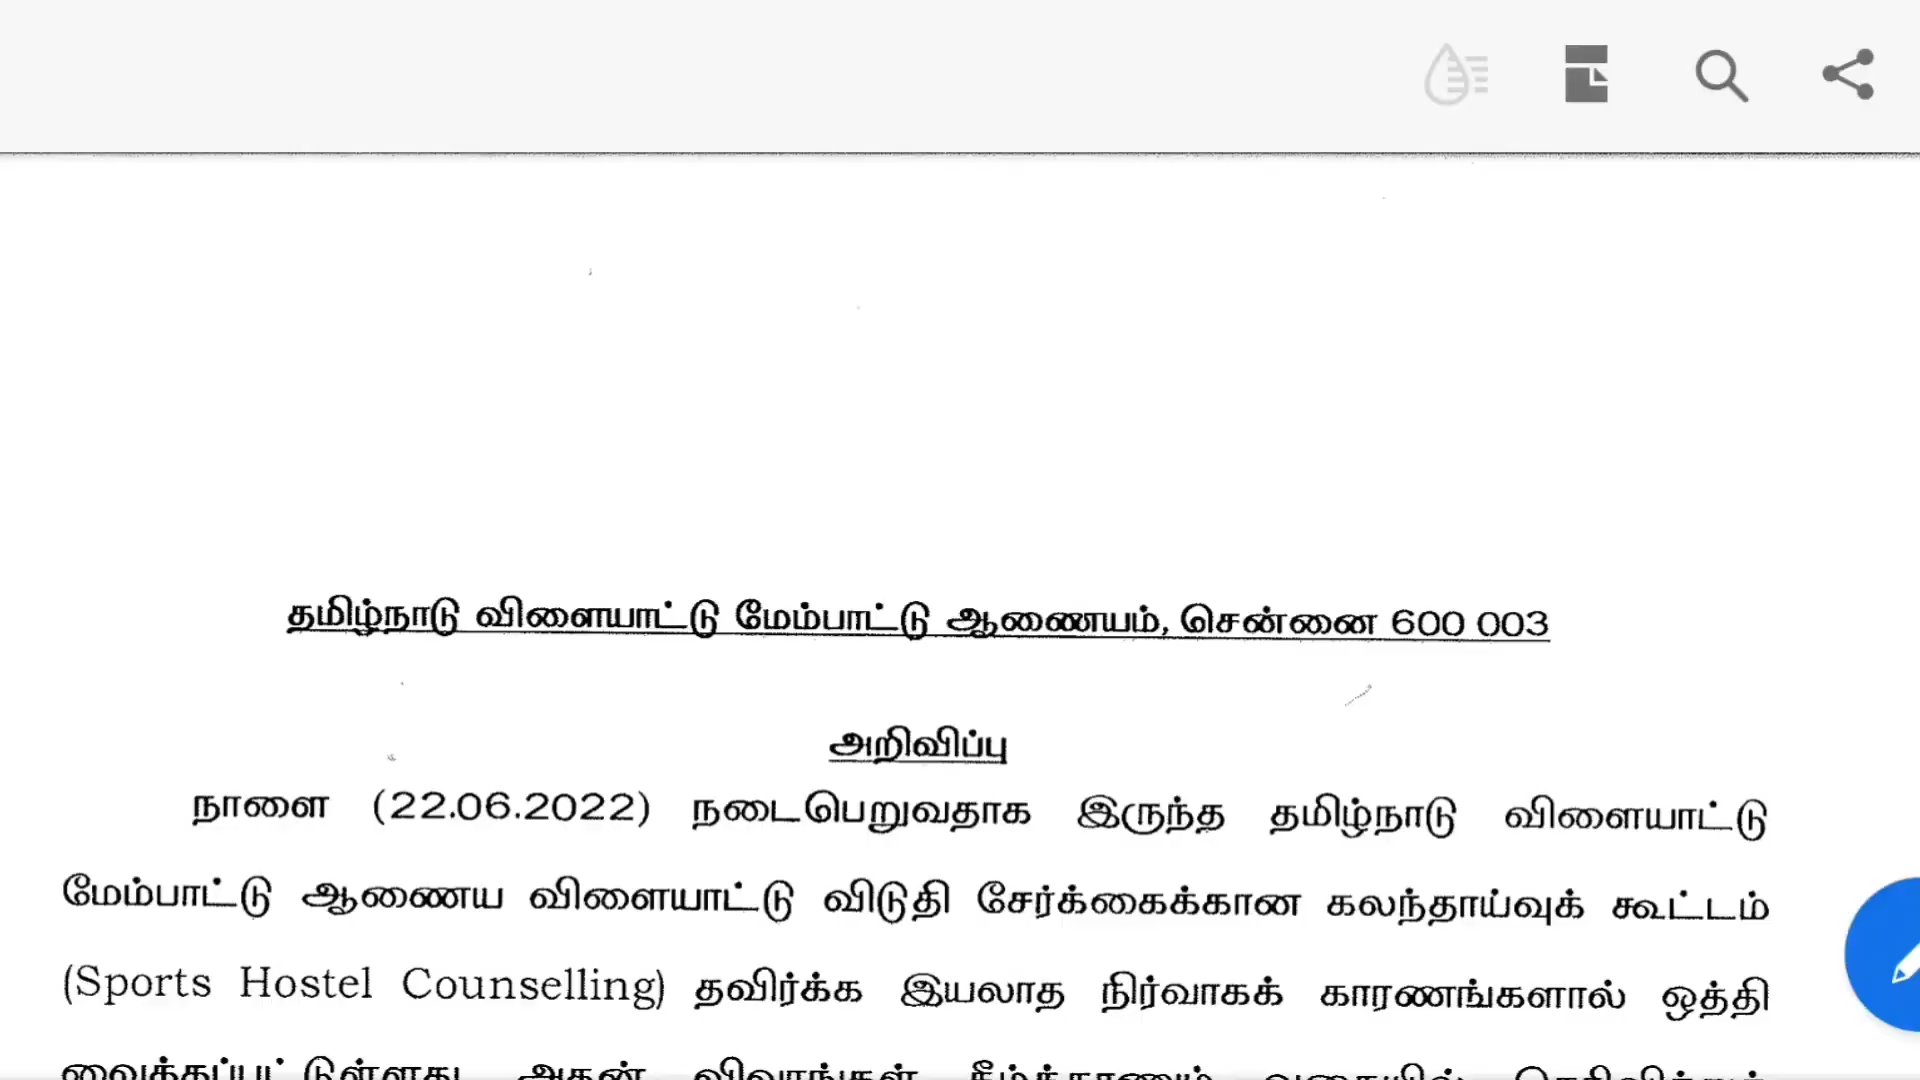 தமிழ்நாடு விளையாட்டு மேம்பாட்டு ஆணையம், சென்னை 600 003
அறிவிப்பு
நாளை (22.06.2022) நடைபெறுவதாக இருந்த தமிழ்நாடு விளையாட்டு
மேம்பாட்டு ஆணைய விளையாட்டு விடுதி சேர்க்கைக்கான கலந்தாய்வுக் கூட்டம்
(Sports Hostel Counselling) தவிர்க்க இயலாத நிர்வாகக் காரணங்களால் ஒத்தி